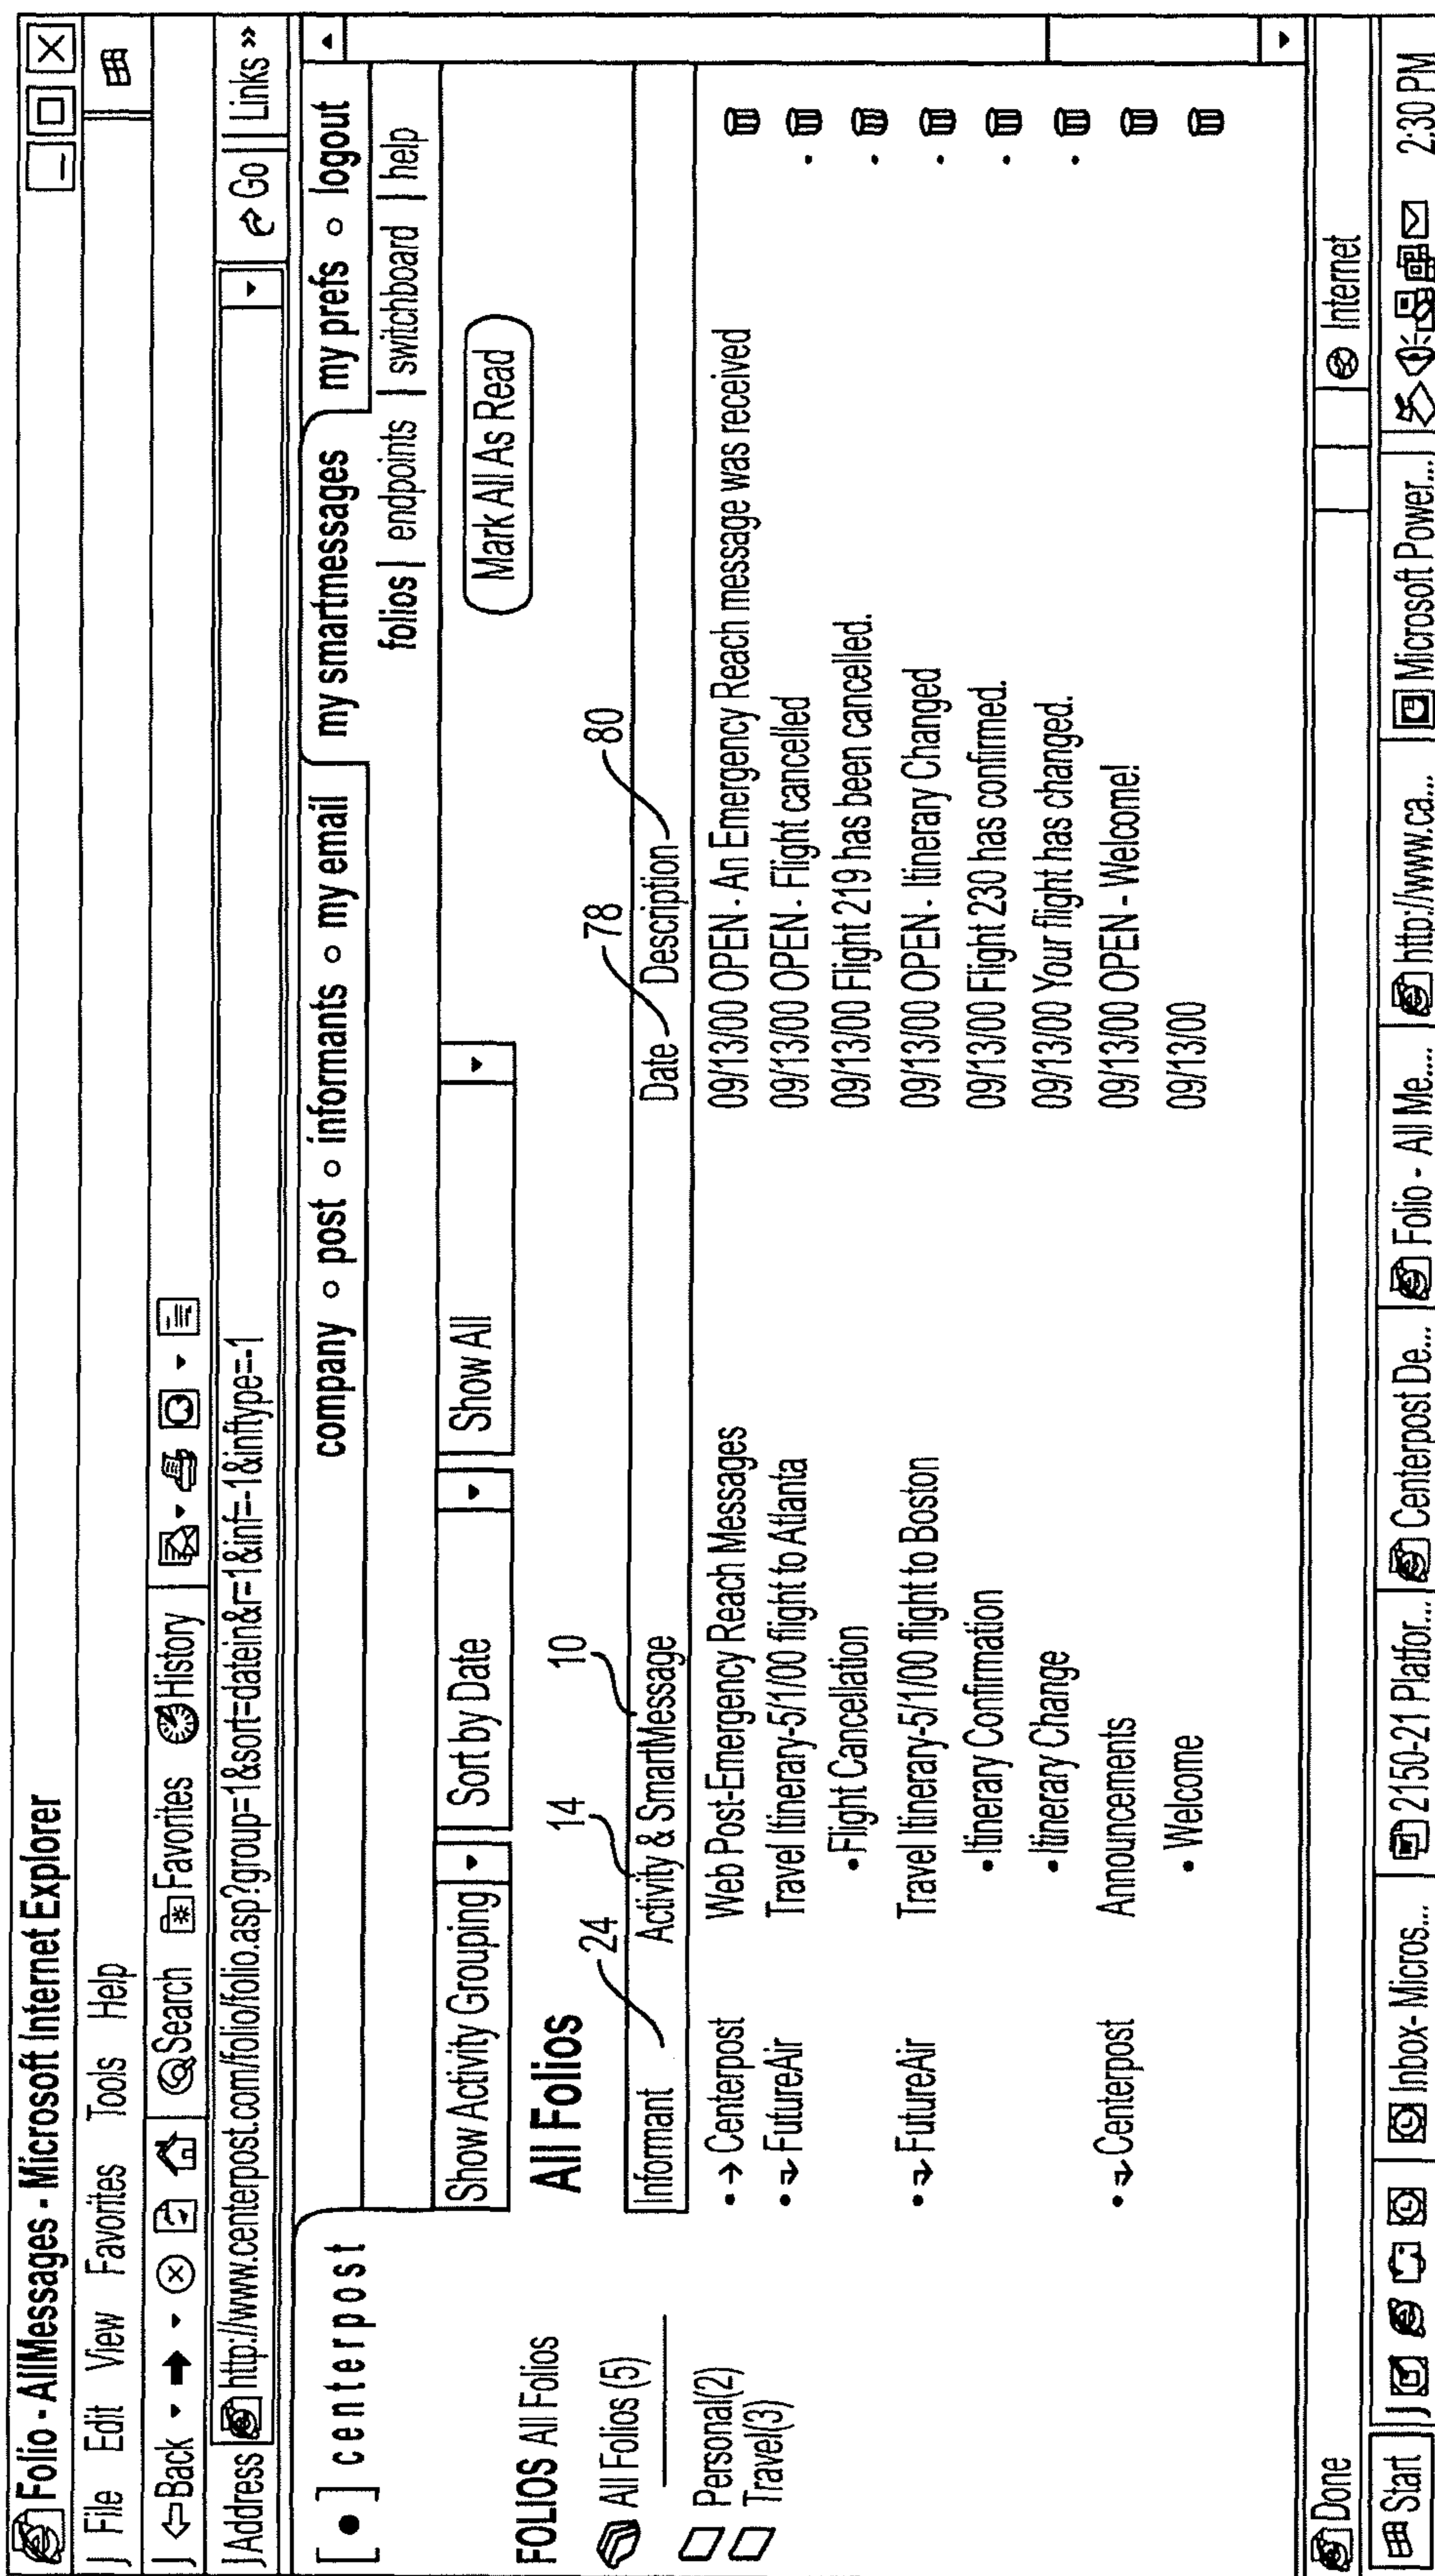 Folio - AllMessages - Microsoft Internet Explorer
File Edit View Favorites Tools Help
Back Search Favorites History
Address http://www.centerpost.com/folio/folio.asp?group=1&sort=datein&r=1&inf=-1&inftype=-1 Go Links »
[ • ] centerpost
company o post o informants o my email my smartmessages my prefs o logout
folios | endpoints | switchboard | help
FOLIOS All Folios
All Folios (5)
Personal(2)
Travel(3)
Show Activity Grouping Sort by Date Show All Mark All As Read
All Folios
24 14 10 78 80
Informant Activity & SmartMessage Date Description
• → Centerpost Web Post-Emergency Reach Messages 09/13/00 OPEN - An Emergency Reach message was received
• FutureAir Travel Itinerary-5/1/00 flight to Atlanta 09/13/00 OPEN - Flight cancelled
• Flight Cancellation 09/13/00 Flight 219 has been cancelled.
• FutureAir Travel Itinerary-5/1/00 flight to Boston 09/13/00 OPEN - Itinerary Changed
• Itinerary Confirmation 09/13/00 Flight 230 has confirmed.
• Itinerary Change 09/13/00 Your flight has changed.
• Centerpost Announcements 09/13/00 OPEN - Welcome!
• Welcome 09/13/00
Done Internet
Start Inbox- Micros... 2150-21 Platfor... Centerpost De... Folio - All Me.... http://www.ca... Microsoft Power... 2:30 PM